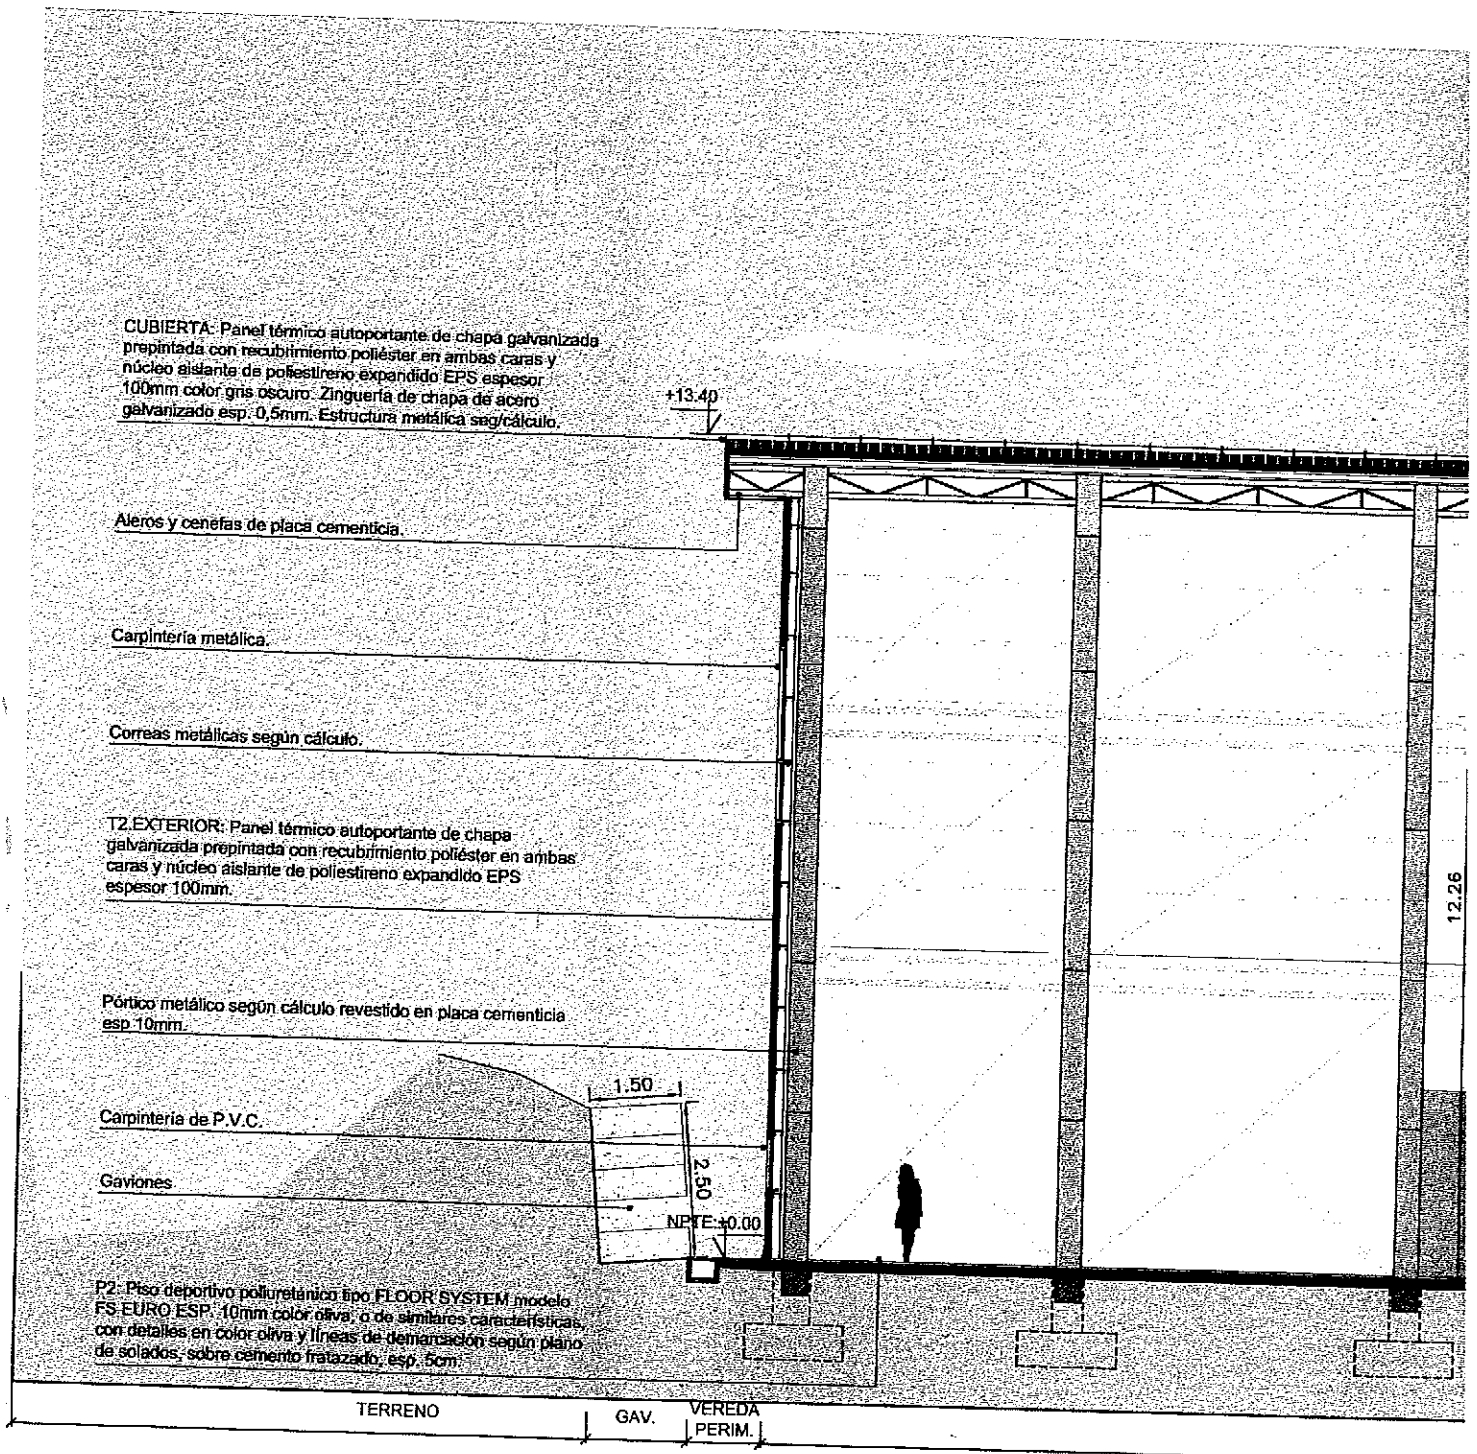 CUBIERTA: Panel térmico autoportante de chapa galvanizada
prepintada con recubrimiento poliéster en ambas caras y
núcleo aislante de poliestireno expandido EPS espesor
100mm color gris oscuro. Zinguería de chapa de acero
galvanizado esp. 0,5mm. Estructura metálica seg/cálculo.
+13.40
Aleros y cenefas de placa cementicia.
Carpintería metálica.
Correas metálicas según cálculo.
T2.EXTERIOR: Panel térmico autoportante de chapa
galvanizada prepintada con recubrimiento poliéster en ambas
caras y núcleo aislante de poliestireno expandido EPS
espesor 100mm.
12.26
Pórtico metálico según cálculo revestido en placa cementicia
esp 10mm.
1.50
Carpintería de P.V.C.
2.50
Gaviones
NPTE:±0.00
P2: Piso deportivo poliuretánico tipo FLOOR SYSTEM modelo
FS EURO ESP. 10mm color oliva, o de similares características,
con detalles en color oliva y líneas de demarcación según plano
de solados, sobre cemento fratazado, esp. 5cm.
TERRENO
GAV.
VEREDA
PERIM.